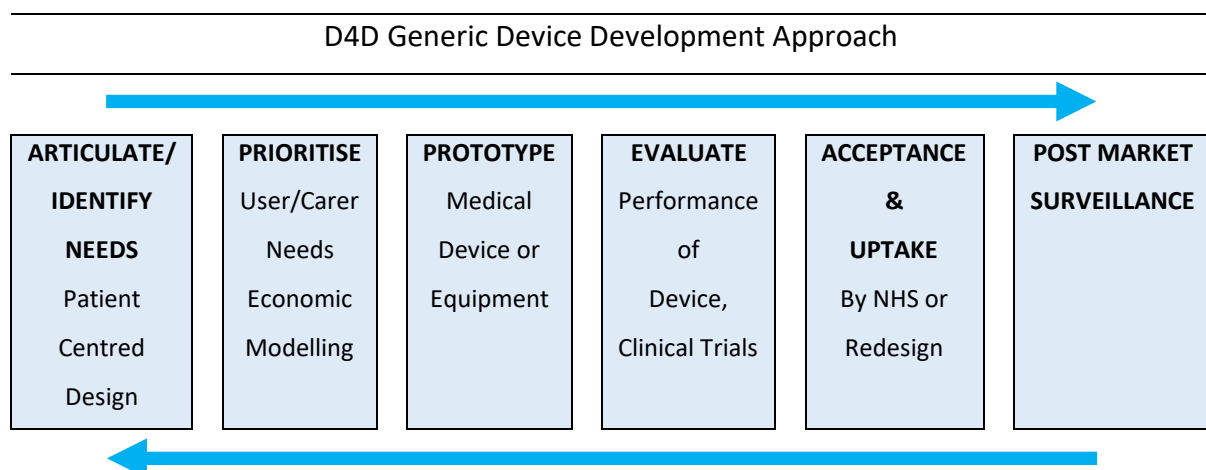 D4D Generic Device Development Approach
ARTICULATE/
IDENTIFY
NEEDS
Patient
Centred
Design
PRIORITISE
User/Carer
Needs
Economic
Modelling
PROTOTYPE
Medical
Device or
Equipment
EVALUATE
Performance
of
Device,
Clinical Trials
ACCEPTANCE
&
UPTAKE
By NHS or
Redesign
POST MARKET
SURVEILLANCE